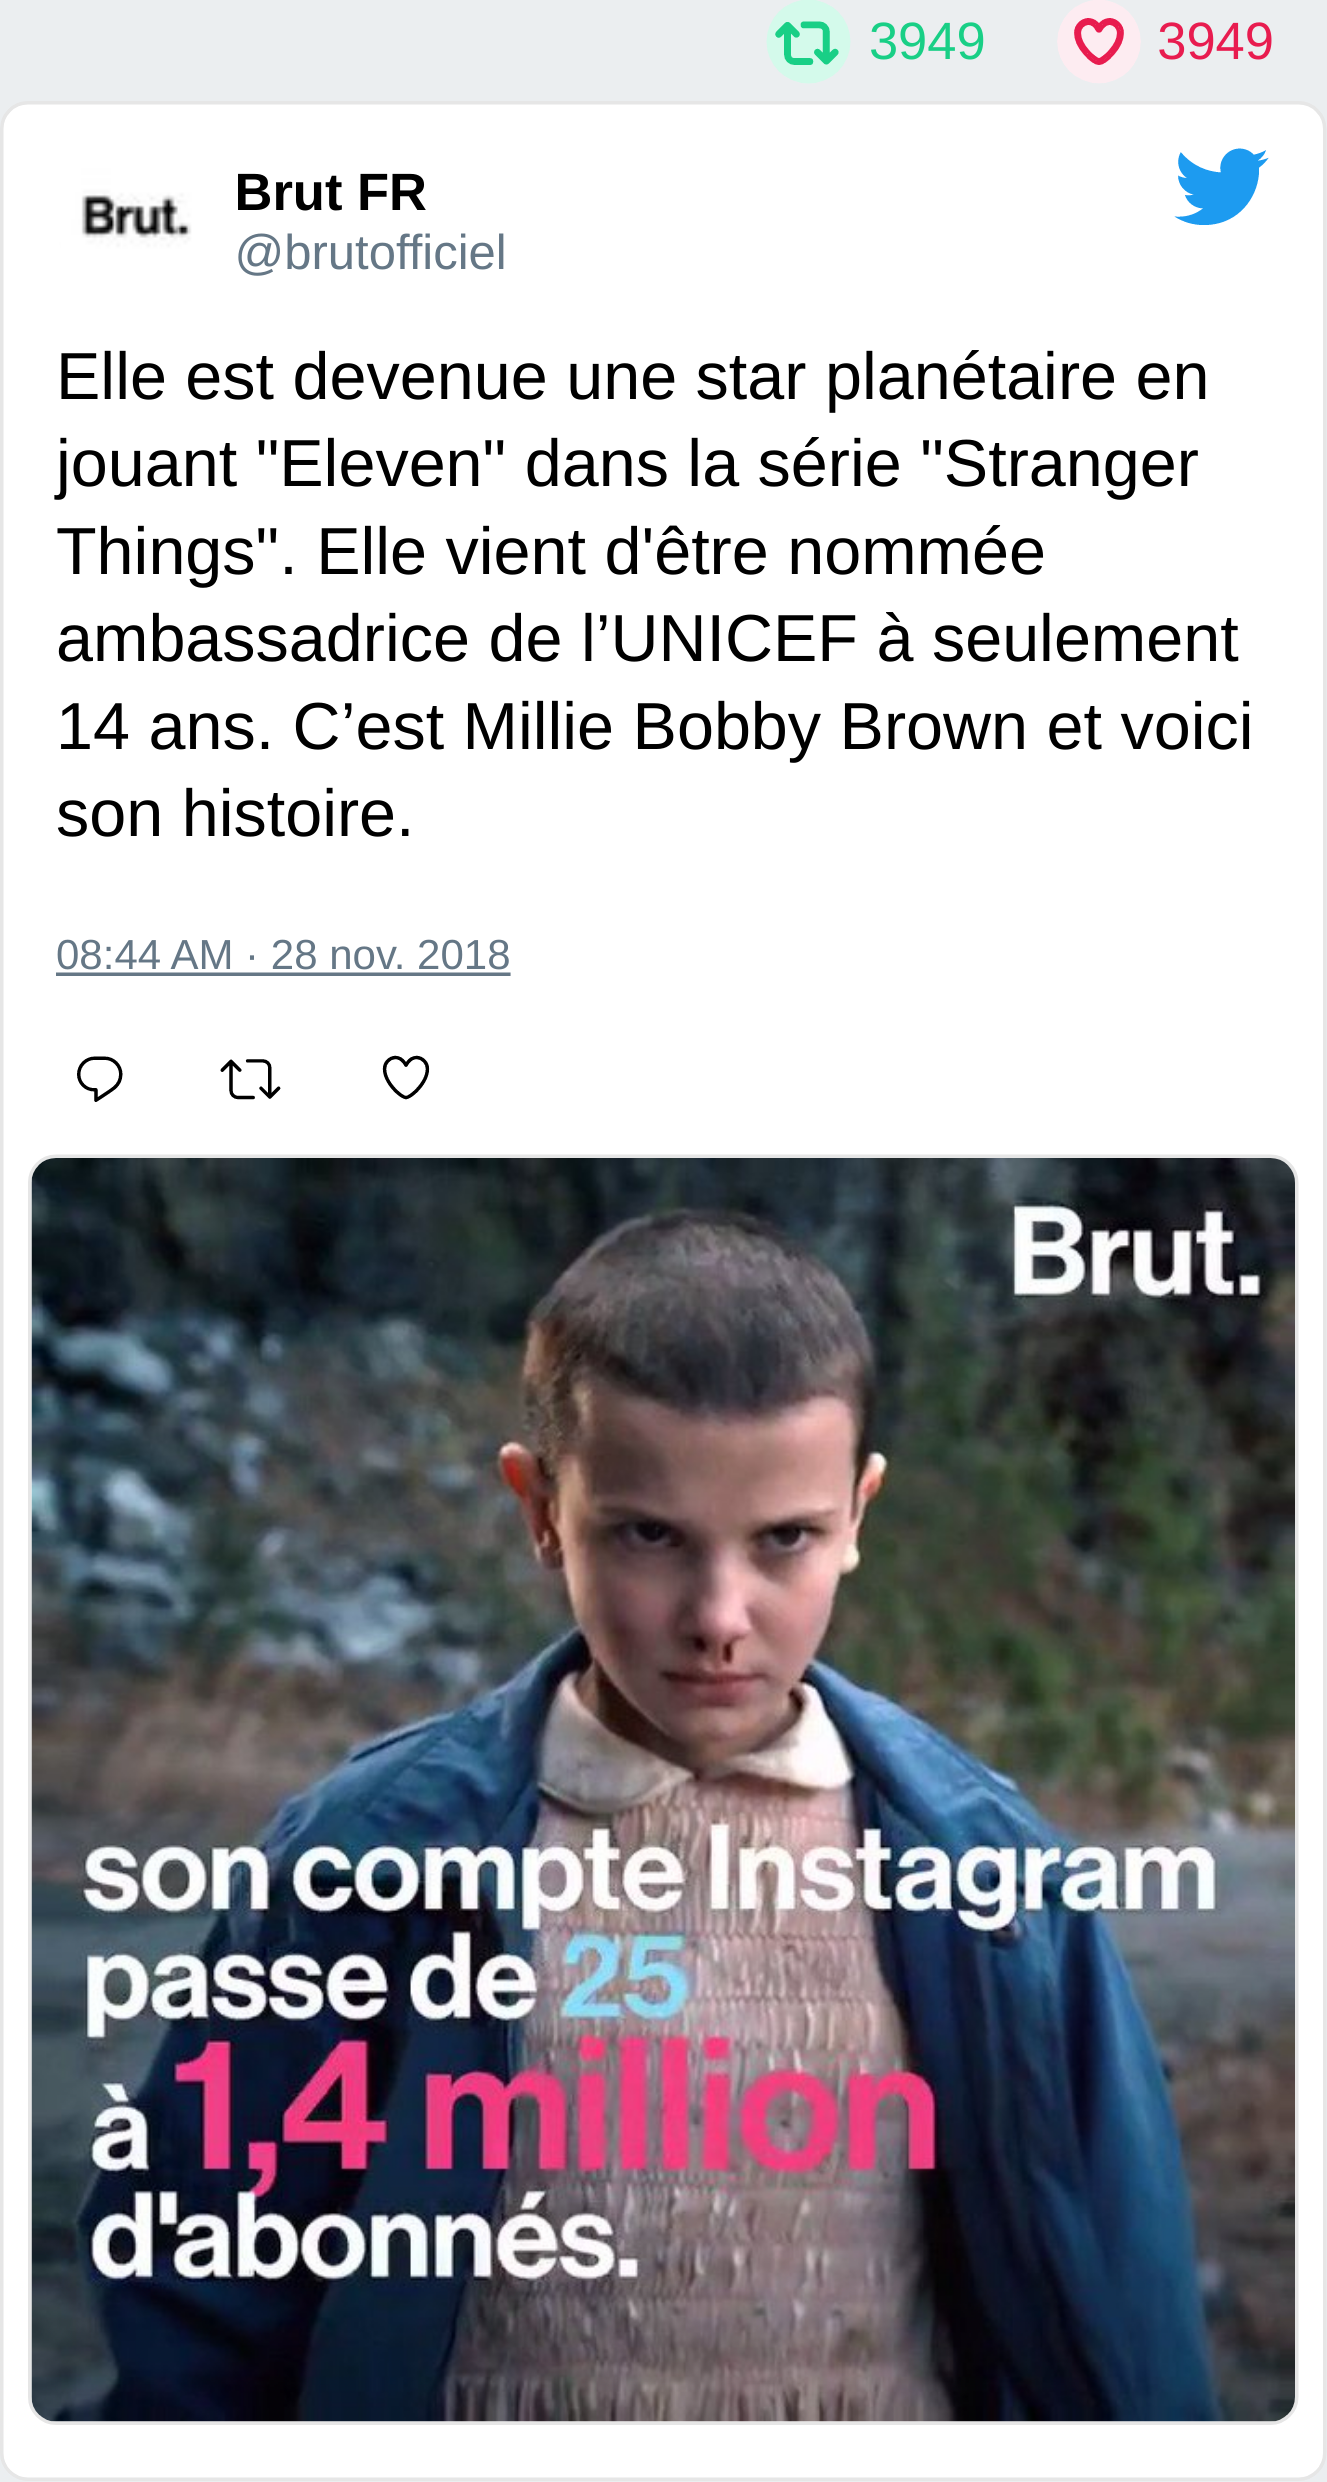 3949 3949
Brut.
Brut FR
@brutofficiel
Elle est devenue une star planétaire en
jouant "Eleven" dans la série "Stranger
Things". Elle vient d'être nommée
ambassadrice de l’UNICEF à seulement
14 ans. C’est Millie Bobby Brown et voici
son histoire.
08:44 AM · 28 nov. 2018
Brut.
son compte Instagram
passe de 25
à 1,4 million
d'abonnés.